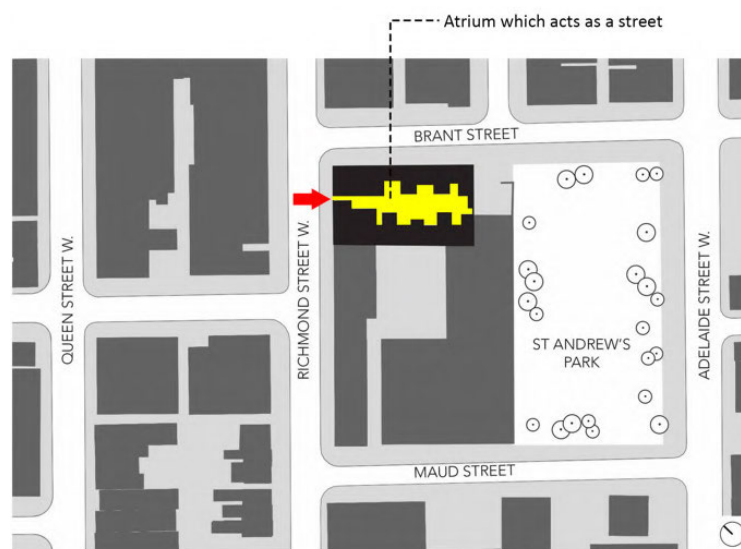 Atrium which acts as a street
BRANT STREET
QUEEN STREET W.
RICHMOND STREET W.
ST ANDREW'S
PARK
ADELAIDE STREET W.
MAUD STREET